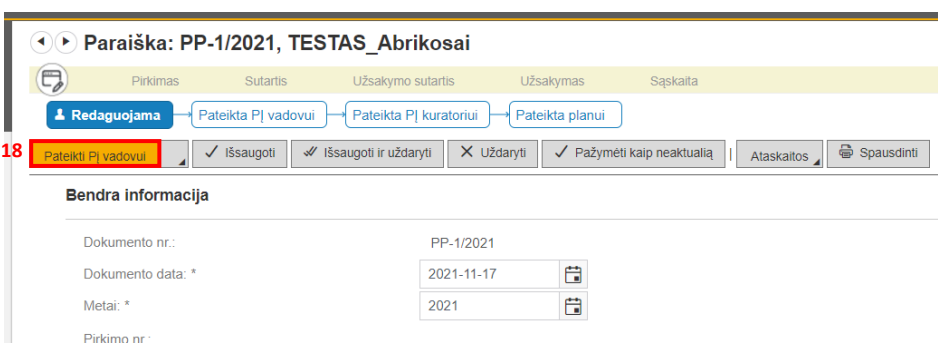 Paraiška: PP-1/2021, TESTAS_Abrikosai
Pirkimas Sutartis Užsakymo sutartis Užsakymas Sąskaita
Redaguojama Pateikta PĮ vadovui Pateikta PĮ kuratoriui Pateikta planui
18 Pateikti PĮ vadovui Išsaugoti Išsaugoti ir uždaryti Uždaryti Pažymėti kaip neaktualią | Ataskaitos Spausdinti
Bendra informacija
Dokumento nr.: PP-1/2021
Dokumento data: * 2021-11-17
Metai: * 2021
Pirkimo nr.: